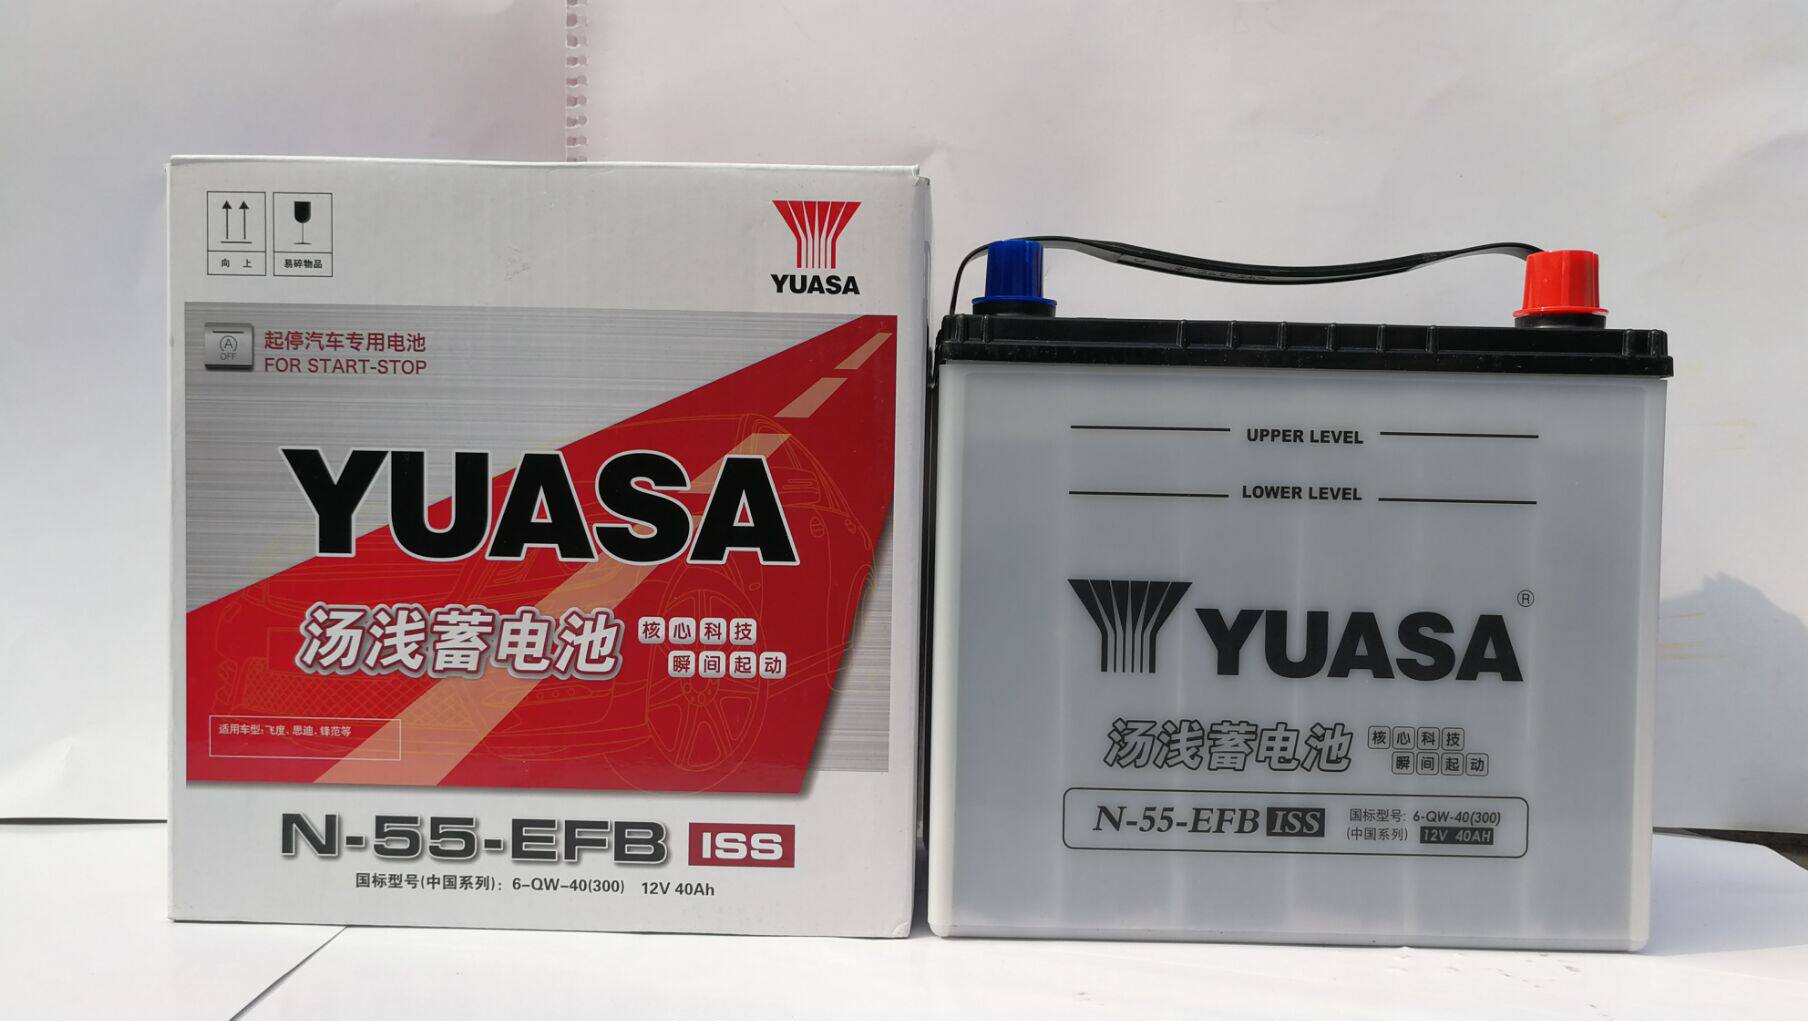 向 上
易碎物品
YUASA
A
OFF
起停汽车专用电池
FOR START-STOP
YUASA
汤浅蓄电池
核心科技
瞬间起动
适用车型：飞度、思迪、锋范等
N-55-EFB ISS
国标型号(中国系列)：6-QW-40(300) 12V 40Ah
UPPER LEVEL
LOWER LEVEL
YUASA®
汤浅蓄电池
核心科技
瞬间起动
N-55-EFB ISS
国标型号: 6-QW-40(300)
(中国系列) 12V 40AH